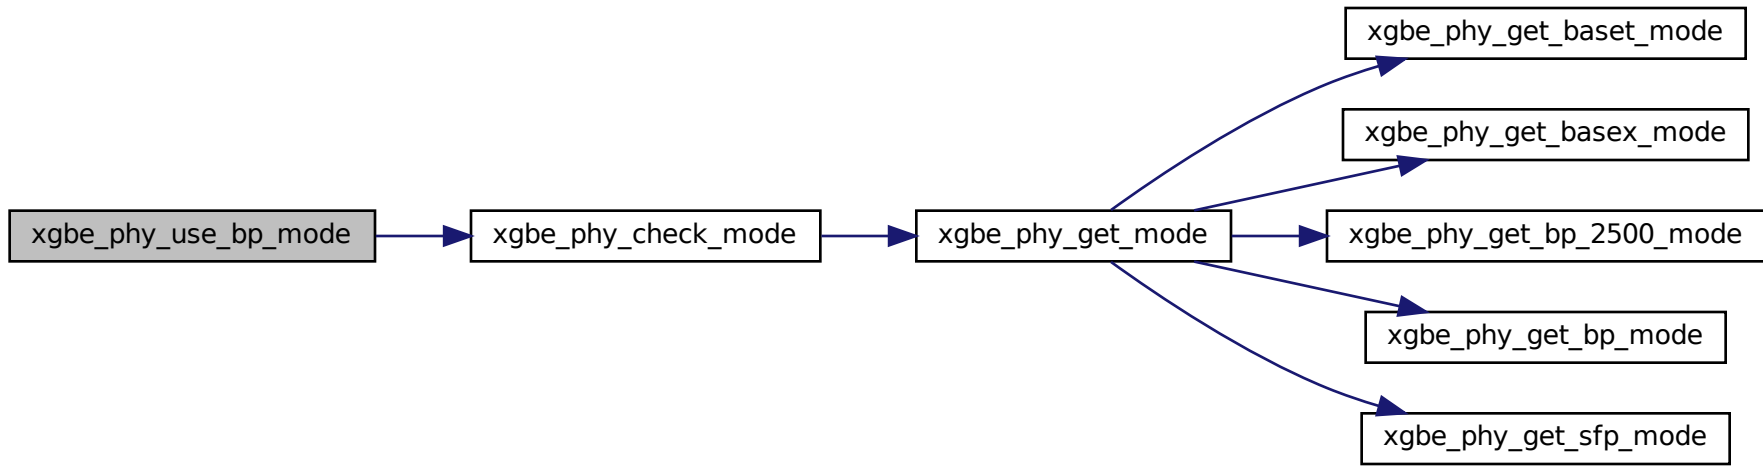 xgbe_phy_get_baset_mode
xgbe_phy_get_basex_mode
xgbe_phy_use_bp_mode
xgbe_phy_check_mode
xgbe_phy_get_mode
xgbe_phy_get_bp_2500_mode
xgbe_phy_get_bp_mode
xgbe_phy_get_sfp_mode